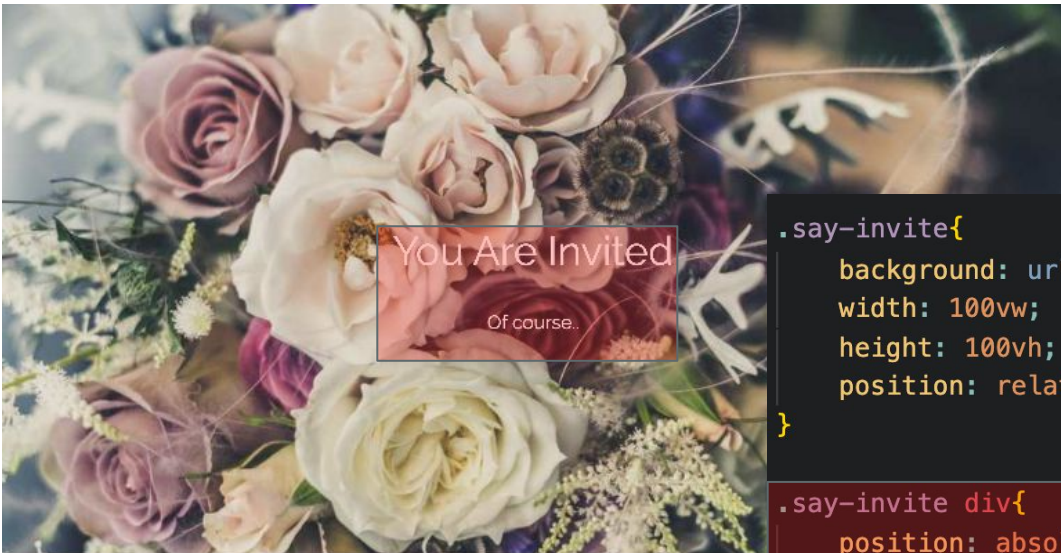 You Are Invited
Of course..
.say-invite{
background: ur
width: 100vw;
height: 100vh;
position: rela
}
.say-invite div{
position: abso